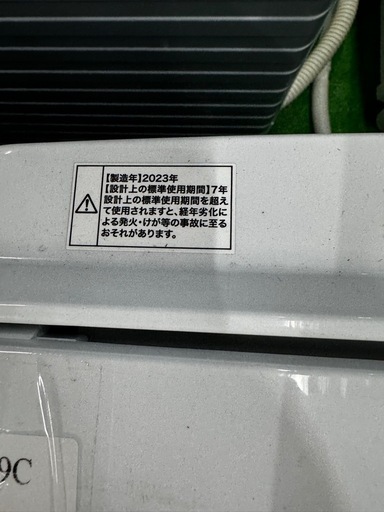 【製造年】2023年
【設計上の標準使用期間】7年
設計上の標準使用期間を超え
て使用されますと、経年劣化に
よる発火・けが等の事故に至る
おそれがあります。
9C